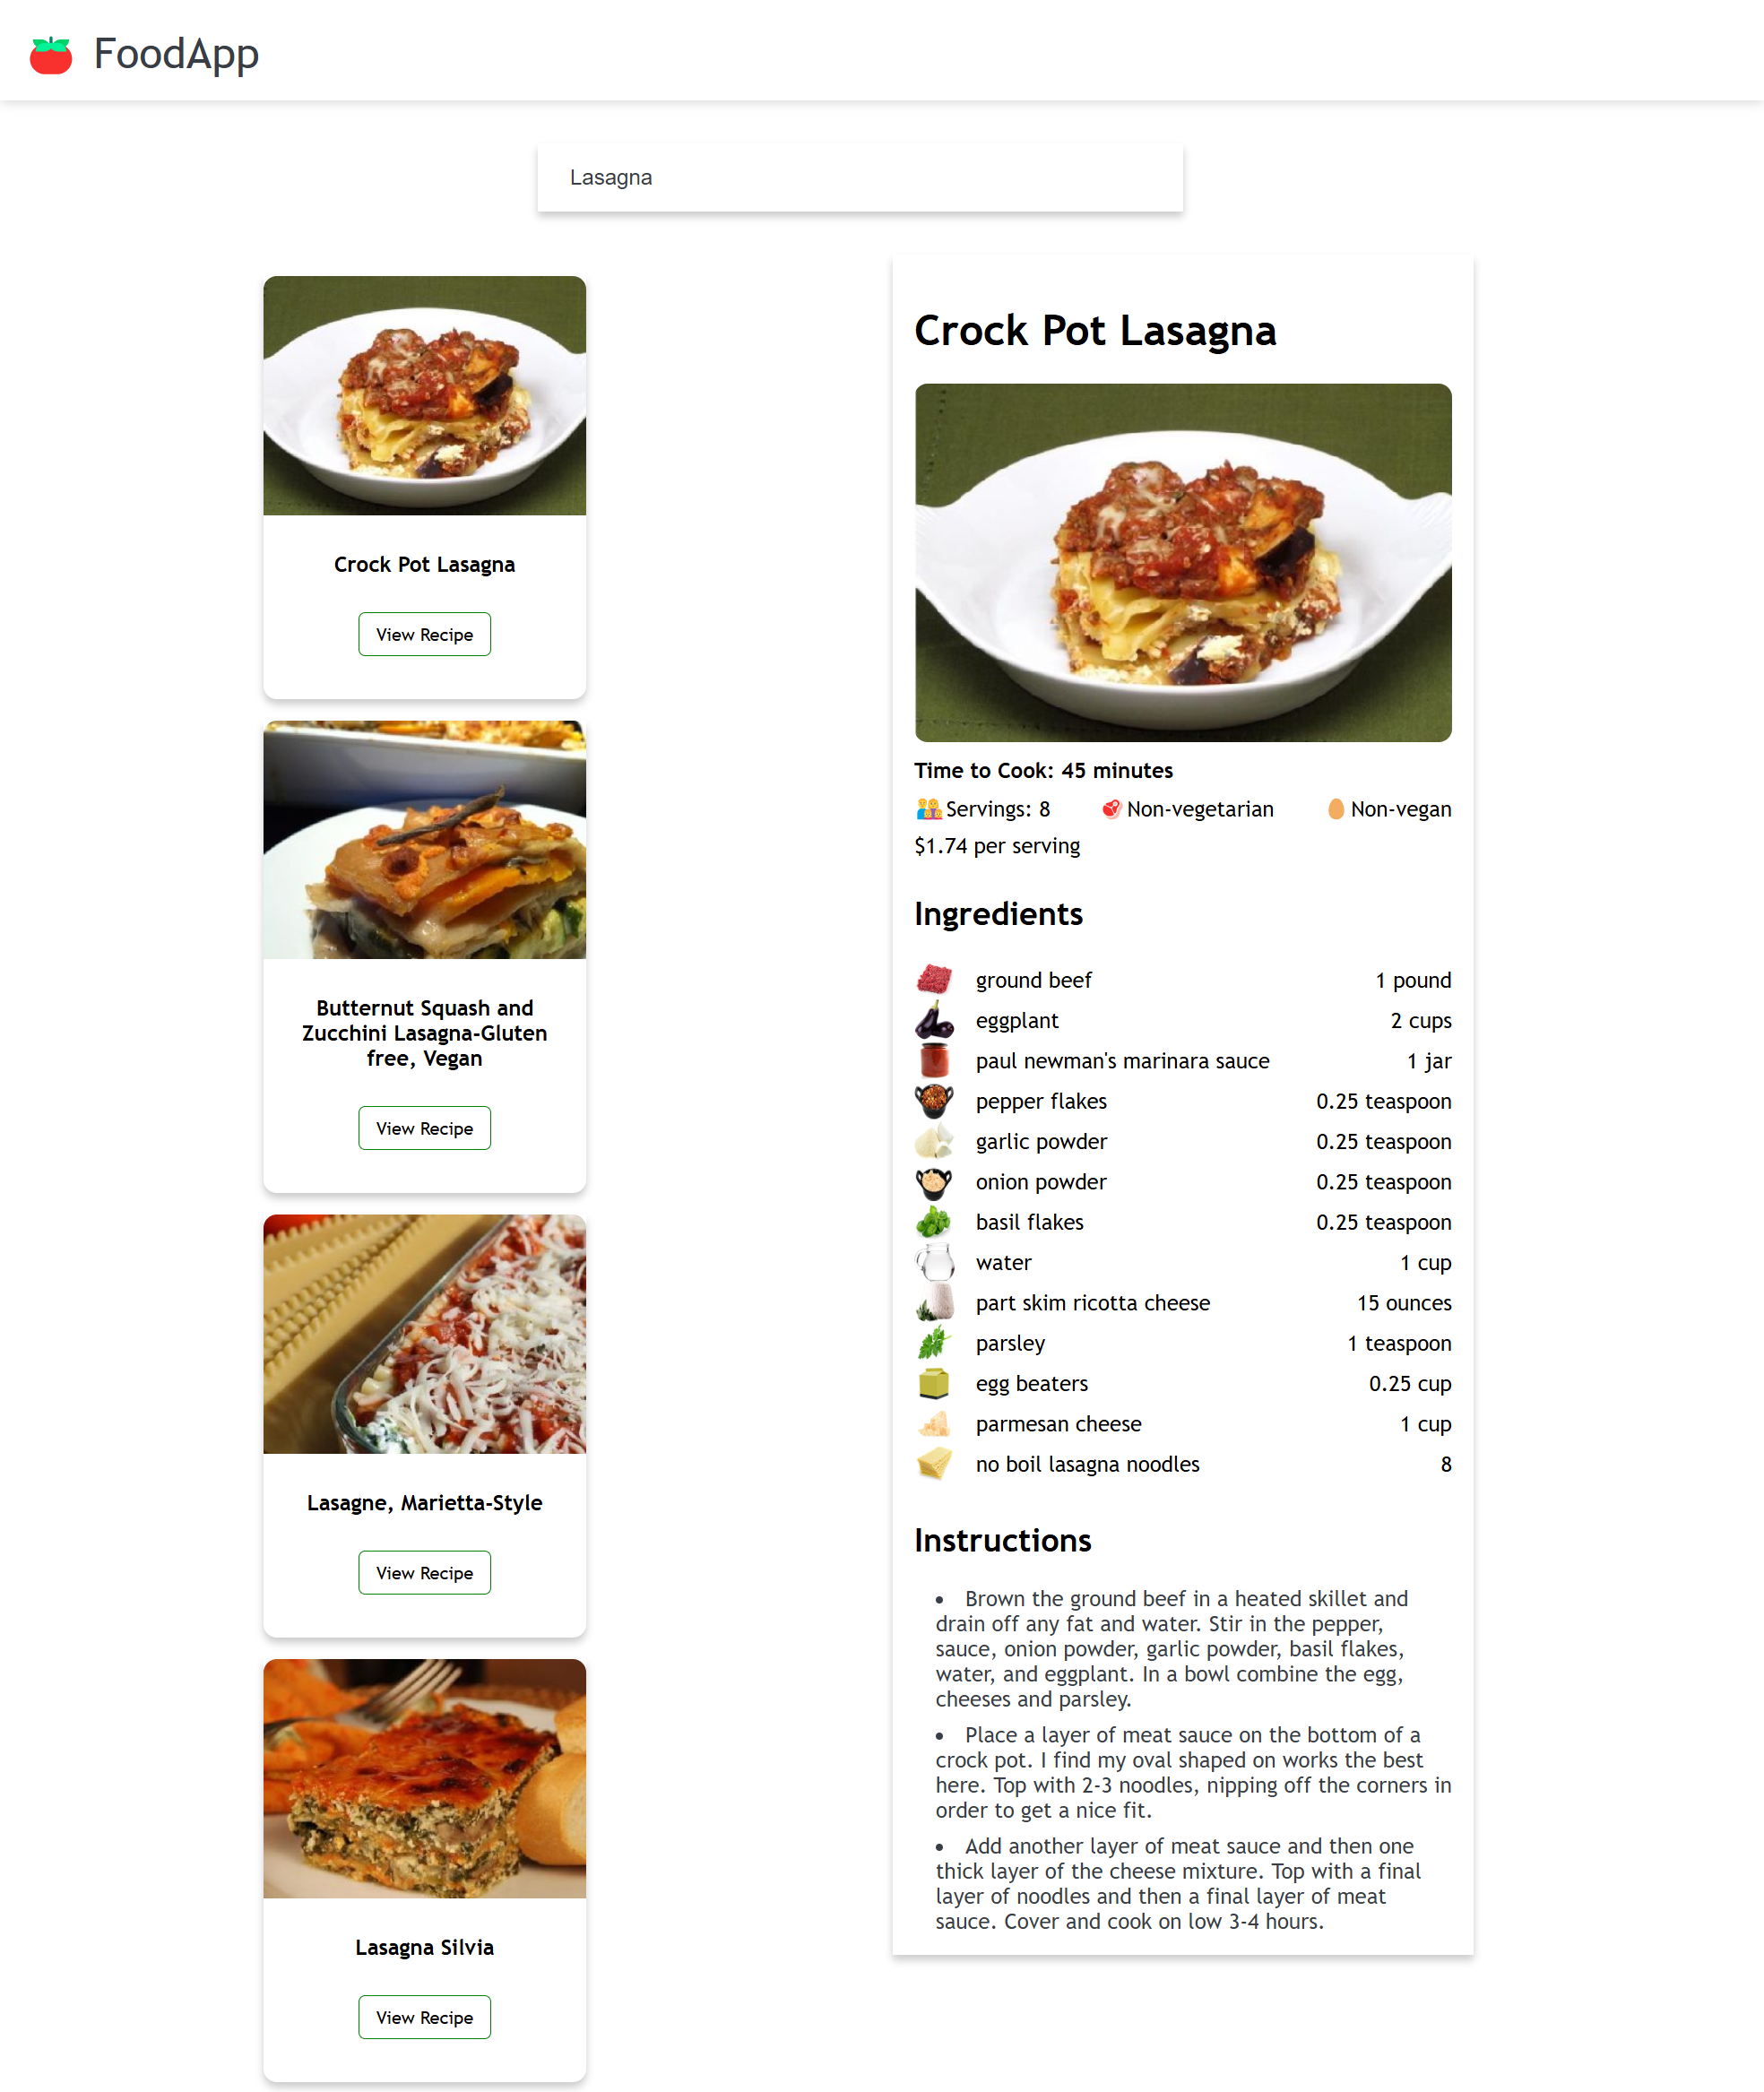 FoodApp
Lasagna
Crock Pot Lasagna
View Recipe
Butternut Squash and
Zucchini Lasagna-Gluten
free, Vegan
View Recipe
Lasagne, Marietta-Style
View Recipe
Lasagna Silvia
View Recipe
Crock Pot Lasagna
Time to Cook: 45 minutes
Servings: 8 Non-vegetarian Non-vegan
$1.74 per serving
Ingredients
ground beef 1 pound
eggplant 2 cups
paul newman's marinara sauce 1 jar
pepper flakes 0.25 teaspoon
garlic powder 0.25 teaspoon
onion powder 0.25 teaspoon
basil flakes 0.25 teaspoon
water 1 cup
part skim ricotta cheese 15 ounces
parsley 1 teaspoon
egg beaters 0.25 cup
parmesan cheese 1 cup
no boil lasagna noodles 8
Instructions
• Brown the ground beef in a heated skillet and
drain off any fat and water. Stir in the pepper,
sauce, onion powder, garlic powder, basil flakes,
water, and eggplant. In a bowl combine the egg,
cheeses and parsley.
• Place a layer of meat sauce on the bottom of a
crock pot. I find my oval shaped on works the best
here. Top with 2-3 noodles, nipping off the corners in
order to get a nice fit.
• Add another layer of meat sauce and then one
thick layer of the cheese mixture. Top with a final
layer of noodles and then a final layer of meat
sauce. Cover and cook on low 3-4 hours.